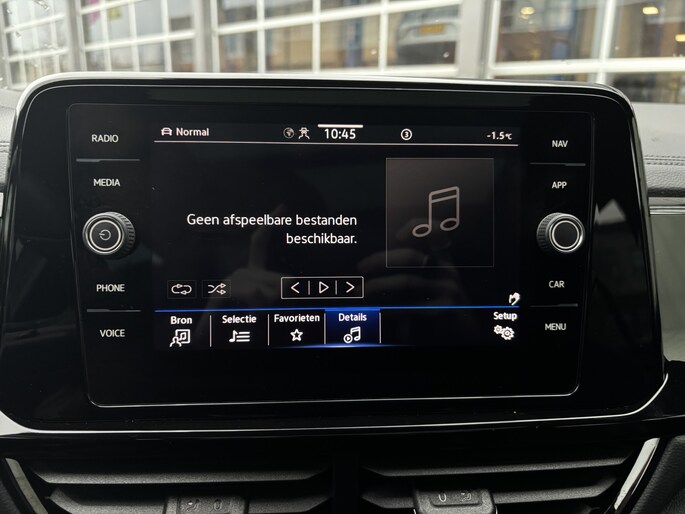 RADIO
MEDIA
PHONE
VOICE
Normal
10:45
3
-1.5°C
Geen afspeelbare bestanden
beschikbaar.
Bron
Selectie
Favorieten
Details
Setup
NAV
APP
CAR
MENU